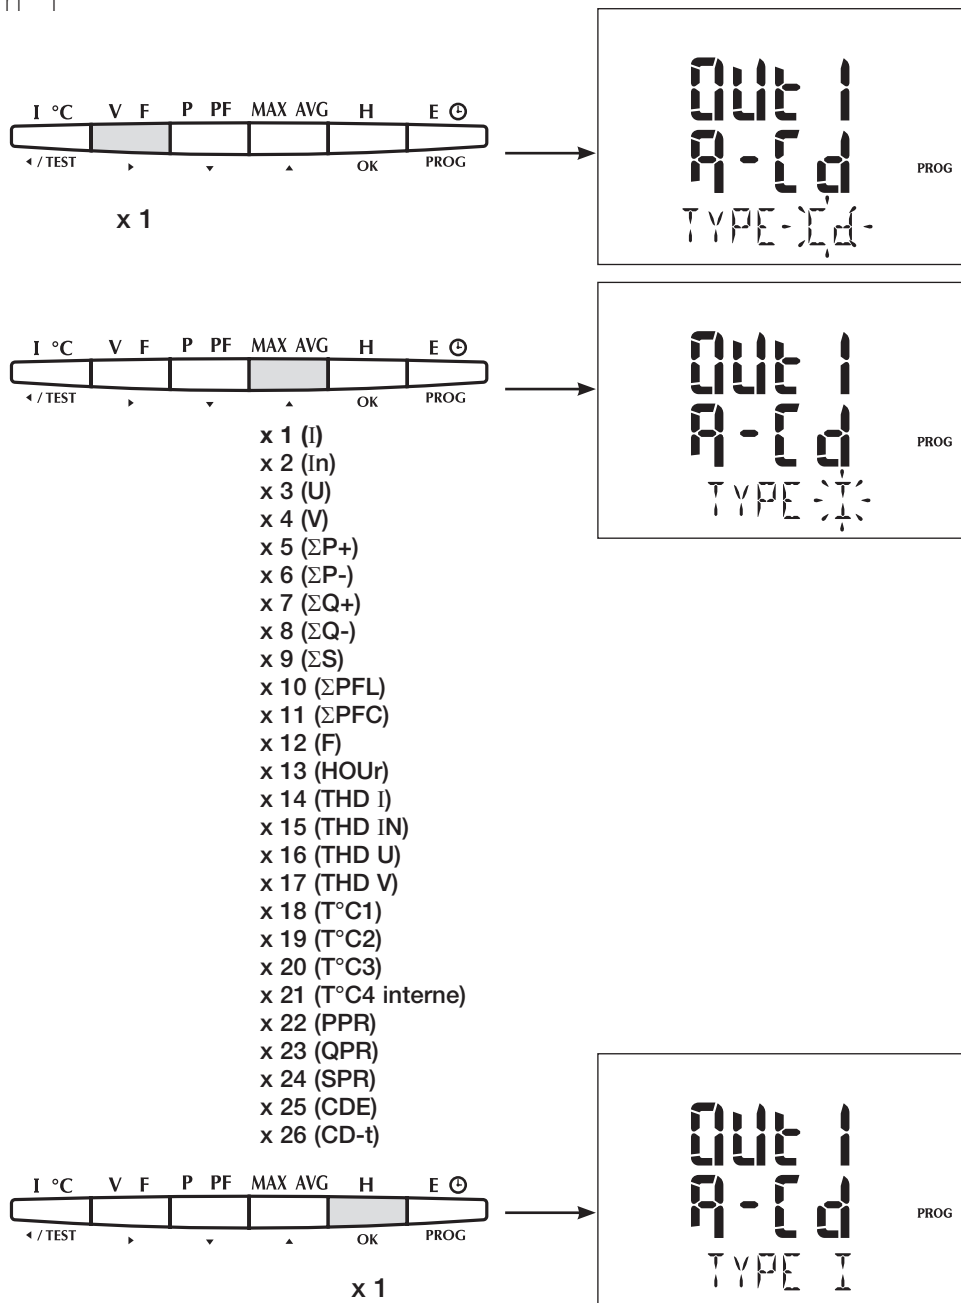 I °C V F P PF MAX AVG H E
/ TEST OK PROG
x 1
OUt 1
A-Cd
PROG
TYPE-Cd-
I °C V F P PF MAX AVG H E
/ TEST OK PROG
x 1 (I)
x 2 (In)
x 3 (U)
x 4 (V)
x 5 (ΣP+)
x 6 (ΣP-)
x 7 (ΣQ+)
x 8 (ΣQ-)
x 9 (ΣS)
x 10 (ΣPFL)
x 11 (ΣPFC)
x 12 (F)
x 13 (HOUr)
x 14 (THD I)
x 15 (THD IN)
x 16 (THD U)
x 17 (THD V)
x 18 (T°C1)
x 19 (T°C2)
x 20 (T°C3)
x 21 (T°C4 interne)
x 22 (PPR)
x 23 (QPR)
x 24 (SPR)
x 25 (CDE)
x 26 (CD-t)
OUt 1
A-Cd
PROG
TYPE I
I °C V F P PF MAX AVG H E
/ TEST OK PROG
x 1
OUt 1
A-Cd
PROG
TYPE I